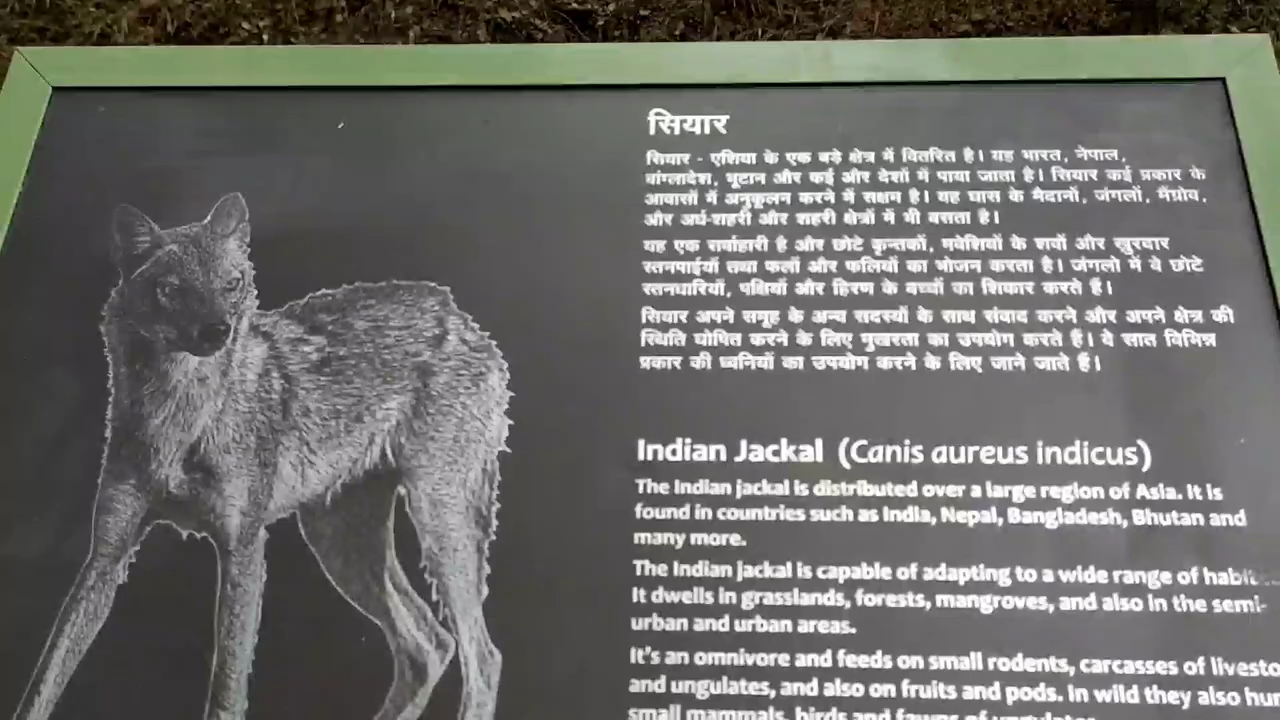 सियार
सियार - एशिया के एक बड़े क्षेत्र में वितरित है। यह भारत, नेपाल,
बांग्लादेश, भूटान और कई और देशों में पाया जाता है। सियार कई प्रकार के
आवासों में अनुकूलन करने में सक्षम है। यह घास के मैदानों, जंगलों, मैंग्रोव,
और अर्ध-शहरी और शहरी क्षेत्रों में भी बसता है।
यह एक सर्वाहारी है और छोटे कृन्तकों, मवेशियों के शवों और खुरदार
स्तनपाईयों तथा फलों और फलियों का भोजन करता है। जंगलो में वे छोटे
स्तनधारियों, पक्षियों और हिरण के बच्चों का शिकार करते हैं।
सियार अपने समूह के अन्य सदस्यों के साथ संवाद करने और अपने क्षेत्र की
स्थिति घोषित करने के लिए मुखरता का उपयोग करते हैं। वे सात विभिन्न
प्रकार की ध्वनियों का उपयोग करने के लिए जाने जाते हैं।
Indian Jackal (Canis aureus indicus)
The Indian jackal is distributed over a large region of Asia. It is
found in countries such as India, Nepal, Bangladesh, Bhutan and
many more.
The Indian jackal is capable of adapting to a wide range of
It dwells in grasslands, forests, mangroves, and also in the semi-
urban and urban areas.
It's an omnivore and feeds on small rodents, carcasses of
and ungulates, and also on fruits and pods. In wild they also
small mammals, birds and fawns of ungulates.